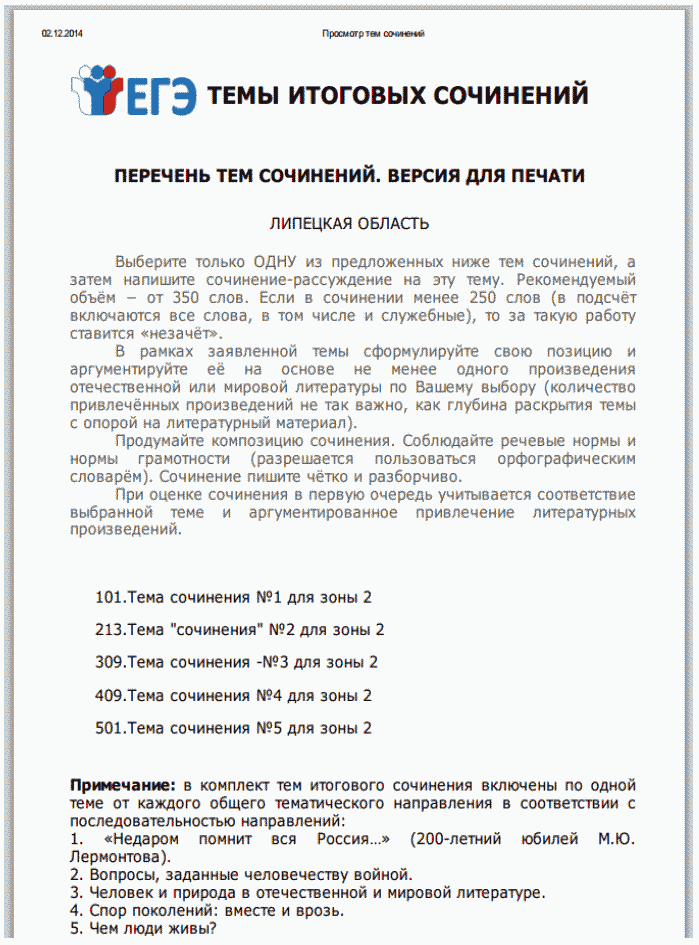 02.12.2014 Просмотр тем сочинений
ЕГЭ ТЕМЫ ИТОГОВЫХ СОЧИНЕНИЙ
ПЕРЕЧЕНЬ ТЕМ СОЧИНЕНИЙ. ВЕРСИЯ ДЛЯ ПЕЧАТИ
ЛИПЕЦКАЯ ОБЛАСТЬ
Выберите только ОДНУ из предложенных ниже тем сочинений, а
затем напишите сочинение-рассуждение на эту тему. Рекомендуемый
объём – от 350 слов. Если в сочинении менее 250 слов (в подсчёт
включаются все слова, в том числе и служебные), то за такую работу
ставится «незачёт».
В рамках заявленной темы сформулируйте свою позицию и
аргументируйте её на основе не менее одного произведения
отечественной или мировой литературы по Вашему выбору (количество
привлечённых произведений не так важно, как глубина раскрытия темы
с опорой на литературный материал).
Продумайте композицию сочинения. Соблюдайте речевые нормы и
нормы грамотности (разрешается пользоваться орфографическим
словарём). Сочинение пишите чётко и разборчиво.
При оценке сочинения в первую очередь учитывается соответствие
выбранной теме и аргументированное привлечение литературных
произведений.
101.Тема сочинения №1 для зоны 2
213.Тема "сочинения" №2 для зоны 2
309.Тема сочинения -№3 для зоны 2
409.Тема сочинения №4 для зоны 2
501.Тема сочинения №5 для зоны 2
Примечание: в комплект тем итогового сочинения включены по одной
теме от каждого общего тематического направления в соответствии с
последовательностью направлений:
1. «Недаром помнит вся Россия…» (200-летний юбилей М.Ю.
Лермонтова).
2. Вопросы, заданные человечеству войной.
3. Человек и природа в отечественной и мировой литературе.
4. Спор поколений: вместе и врозь.
5. Чем люди живы?